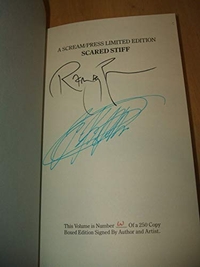 A SCREAM/PRESS LIMITED EDITION
SCARED STIFF
This Volume is Number Of a 250 Copy
Boxed Edition Signed By Author and Artist.